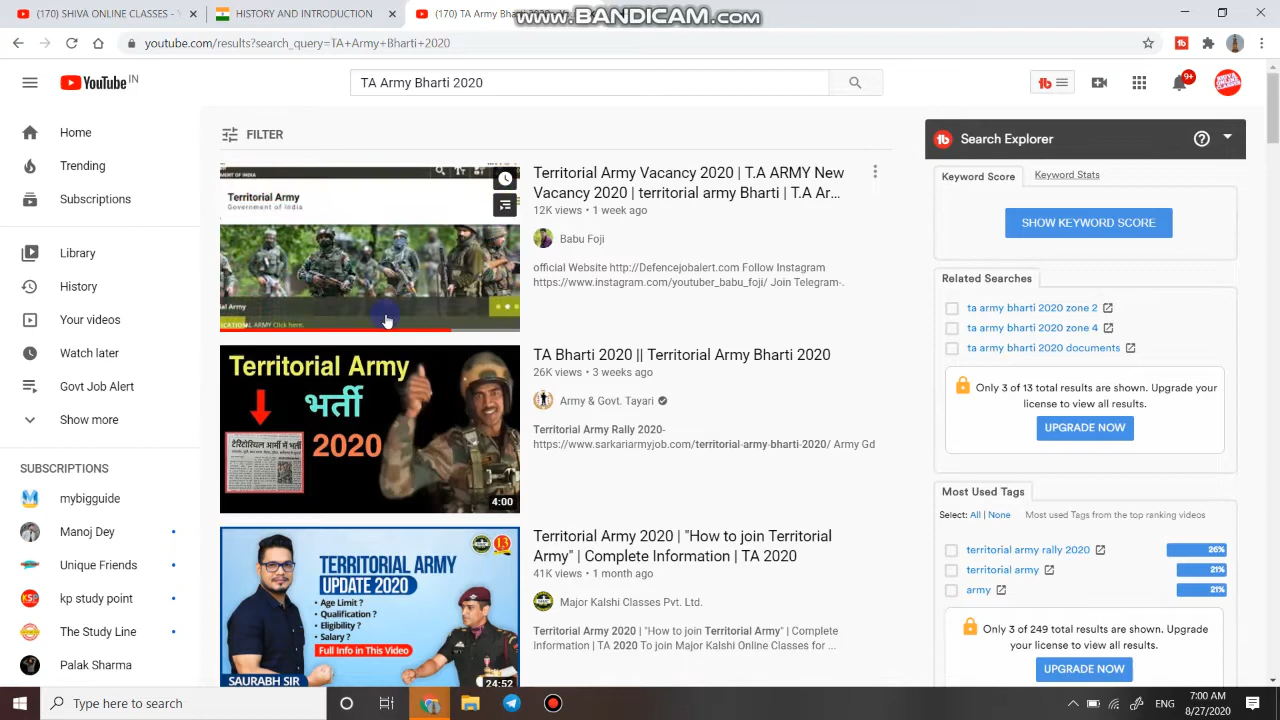 (170) YouTube
HISTORY OF INDIAN CONSTITUTION
(170) TA Army Bharti 2020
www.BANDICAM.com
youtube.com/results?search_query=
YouTube IN
TA Army Bharti 2020
9+
Home
Trending
Subscriptions
Library
History
Your videos
Watch later
Govt Job Alert
Show more
SUBSCRIPTIONS
mybigguide
Manoj Dey
Unique Friends
kp study point
The Study Line
Palak Sharma
FILTER
Territorial Army
Government of India
Click here.
Territorial Army Vacancy 2020 | T.A ARMY New
Vacancy 2020 | territorial army Bharti | T.A Ar...
12K views • 1 week ago
Babu Foji
official Website http://Defencejobalert.com Follow Instagram
https://www.instagram.com/youtuber_babu_foji/ Join Telegram-.
Territorial Army
भर्ती
2020
4:00
TA Bharti 2020 || Territorial Army Bharti 2020
26K views • 3 weeks ago
Army & Govt. Tayari
Territorial Army Rally 2020-
https://www.sarkariarmyjob.com/territorial-army-bharti-2020/ Army Gd
TERRITORIAL ARMY
UPDATE 2020
• Age Limit ?
• Qualification ?
• Eligibility ?
• Salary ?
Full Info in This Video
SAURABH SIR
13
24:52
Territorial Army 2020 | "How to join Territorial
Army" | Complete Information | TA 2020
41K views • 1 month ago
Major Kalshi Classes Pvt. Ltd.
Territorial Army 2020 | "How to join Territorial Army" | Complete
information | TA 2020 To join Major Kalshi Online Classes for ...
Search Explorer
Keyword Score
Keyword Stats
SHOW KEYWORD SCORE
Related Searches
ta army bharti 2020 zone 2
ta army bharti 2020 zone 4
ta army bharti 2020 documents
Only 3 of 13 total results are shown. Upgrade your
license to view all results.
UPGRADE NOW
Most Used Tags
Select: All | None Most used Tags from the top ranking videos
territorial army rally 2020 26%
territorial army 21%
army 21%
Only 3 of 249 total results are shown. Upgrade your
license to view all results.
UPGRADE NOW
Type here to search
ENG
7:00 AM
8/27/2020